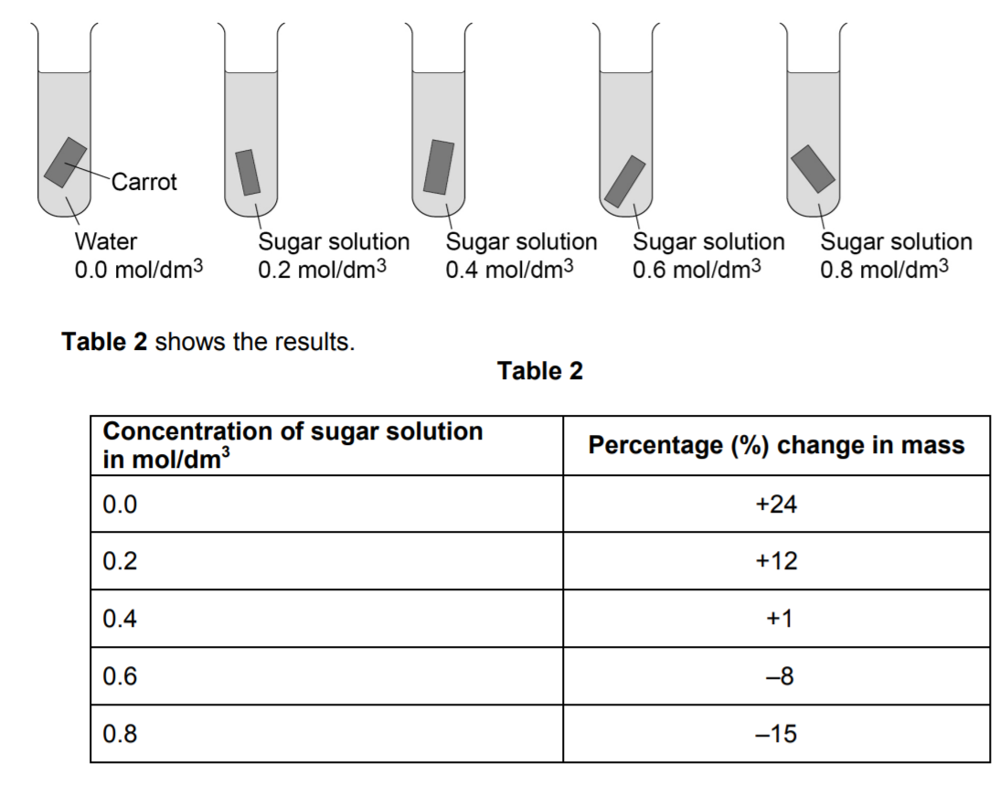 Carrot
Water
0.0 mol/dm³
Sugar solution
0.2 mol/dm³
Sugar solution
0.4 mol/dm³
Sugar solution
0.6 mol/dm³
Sugar solution
0.8 mol/dm³
Table 2 shows the results.
Table 2
Concentration of sugar solution
in mol/dm³
Percentage (%) change in mass
0.0 +24
0.2 +12
0.4 +1
0.6 –8
0.8 –15